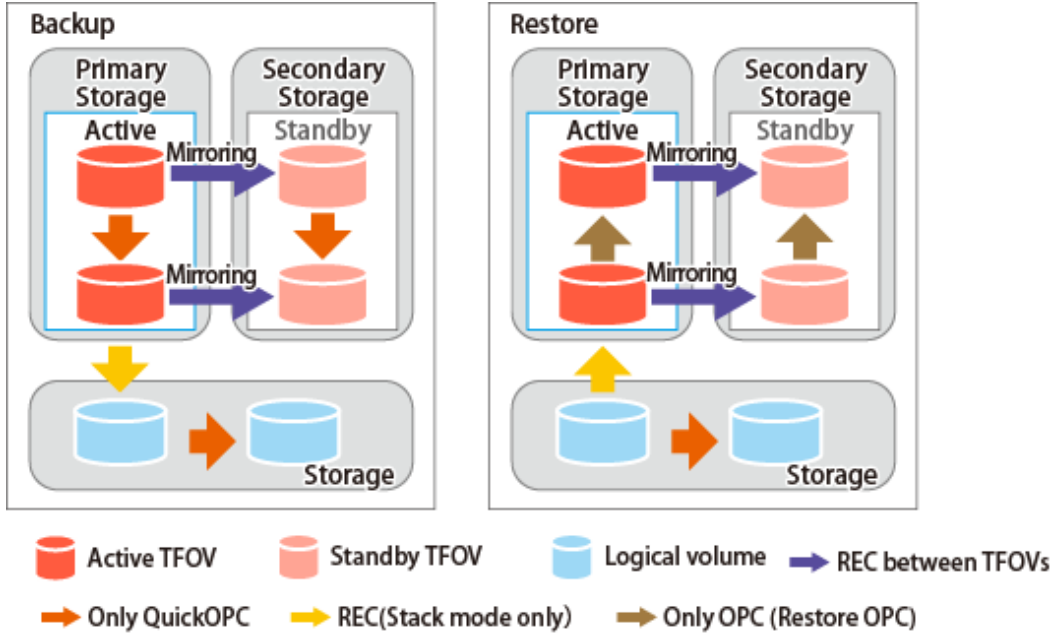 Backup
Primary
Storage
Secondary
Storage
Active
Standby
Mirroring
Mirroring
Storage
Restore
Primary
Storage
Secondary
Storage
Active
Standby
Mirroring
Mirroring
Storage
Active TFOV
Standby TFOV
Logical volume
REC between TFOVs
Only QuickOPC
REC(Stack mode only)
Only OPC (Restore OPC)